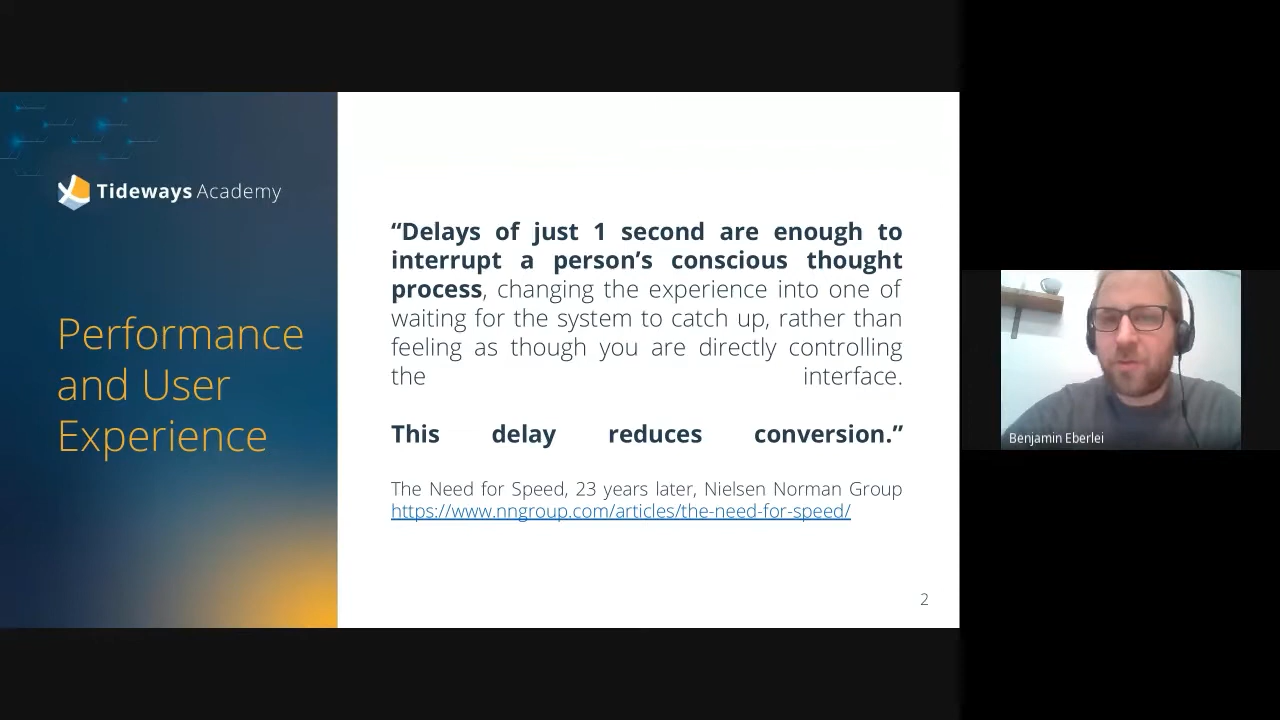 Tideways Academy
Performance
and User
Experience
“Delays of just 1 second are enough to
interrupt a person’s conscious thought
process, changing the experience into one of
waiting for the system to catch up, rather than
feeling as though you are directly controlling
the interface.
This delay reduces conversion.”
The Need for Speed, 23 years later, Nielsen Norman Group
https://www.nngroup.com/articles/the-need-for-speed/
2
Benjamin Eberlei